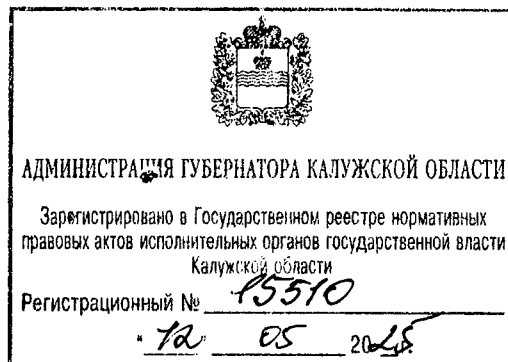 АДМИНИСТРАЦИЯ ГУБЕРНАТОРА КАЛУЖСКОЙ ОБЛАСТИ
Зарегистрировано в Государственном реестре нормативных
правовых актов исполнительных органов государственной власти
Калужской области
Регистрационный № 15510
"12" 05 2025.